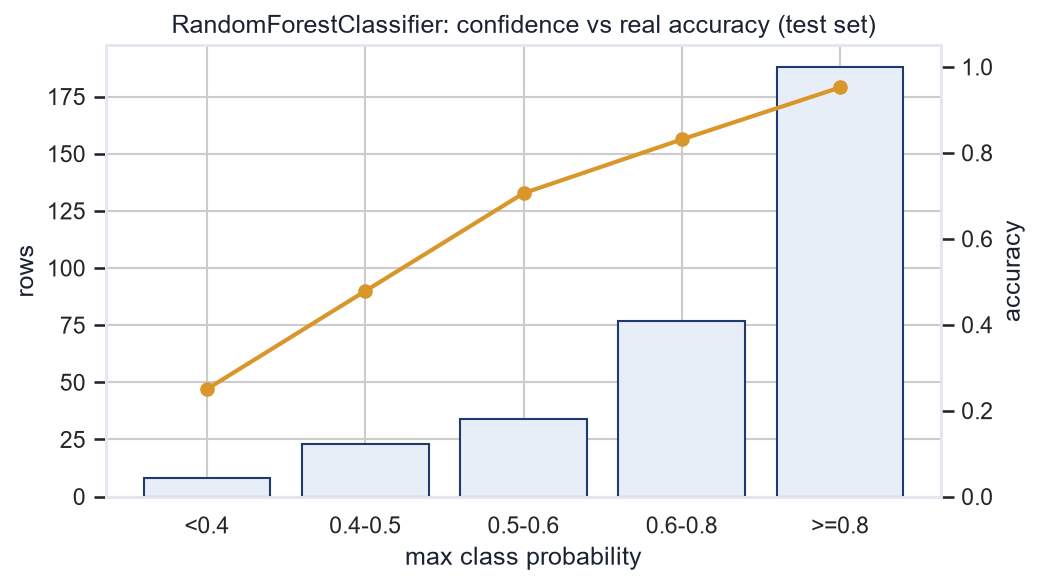 RandomForestClassifier: confidence vs real accuracy (test set)
rows
175
150
125
100
75
50
25
0
1.0
0.8
0.6
0.4
0.2
0.0
accuracy
<0.4 0.4-0.5 0.5-0.6 0.6-0.8 >=0.8
max class probability